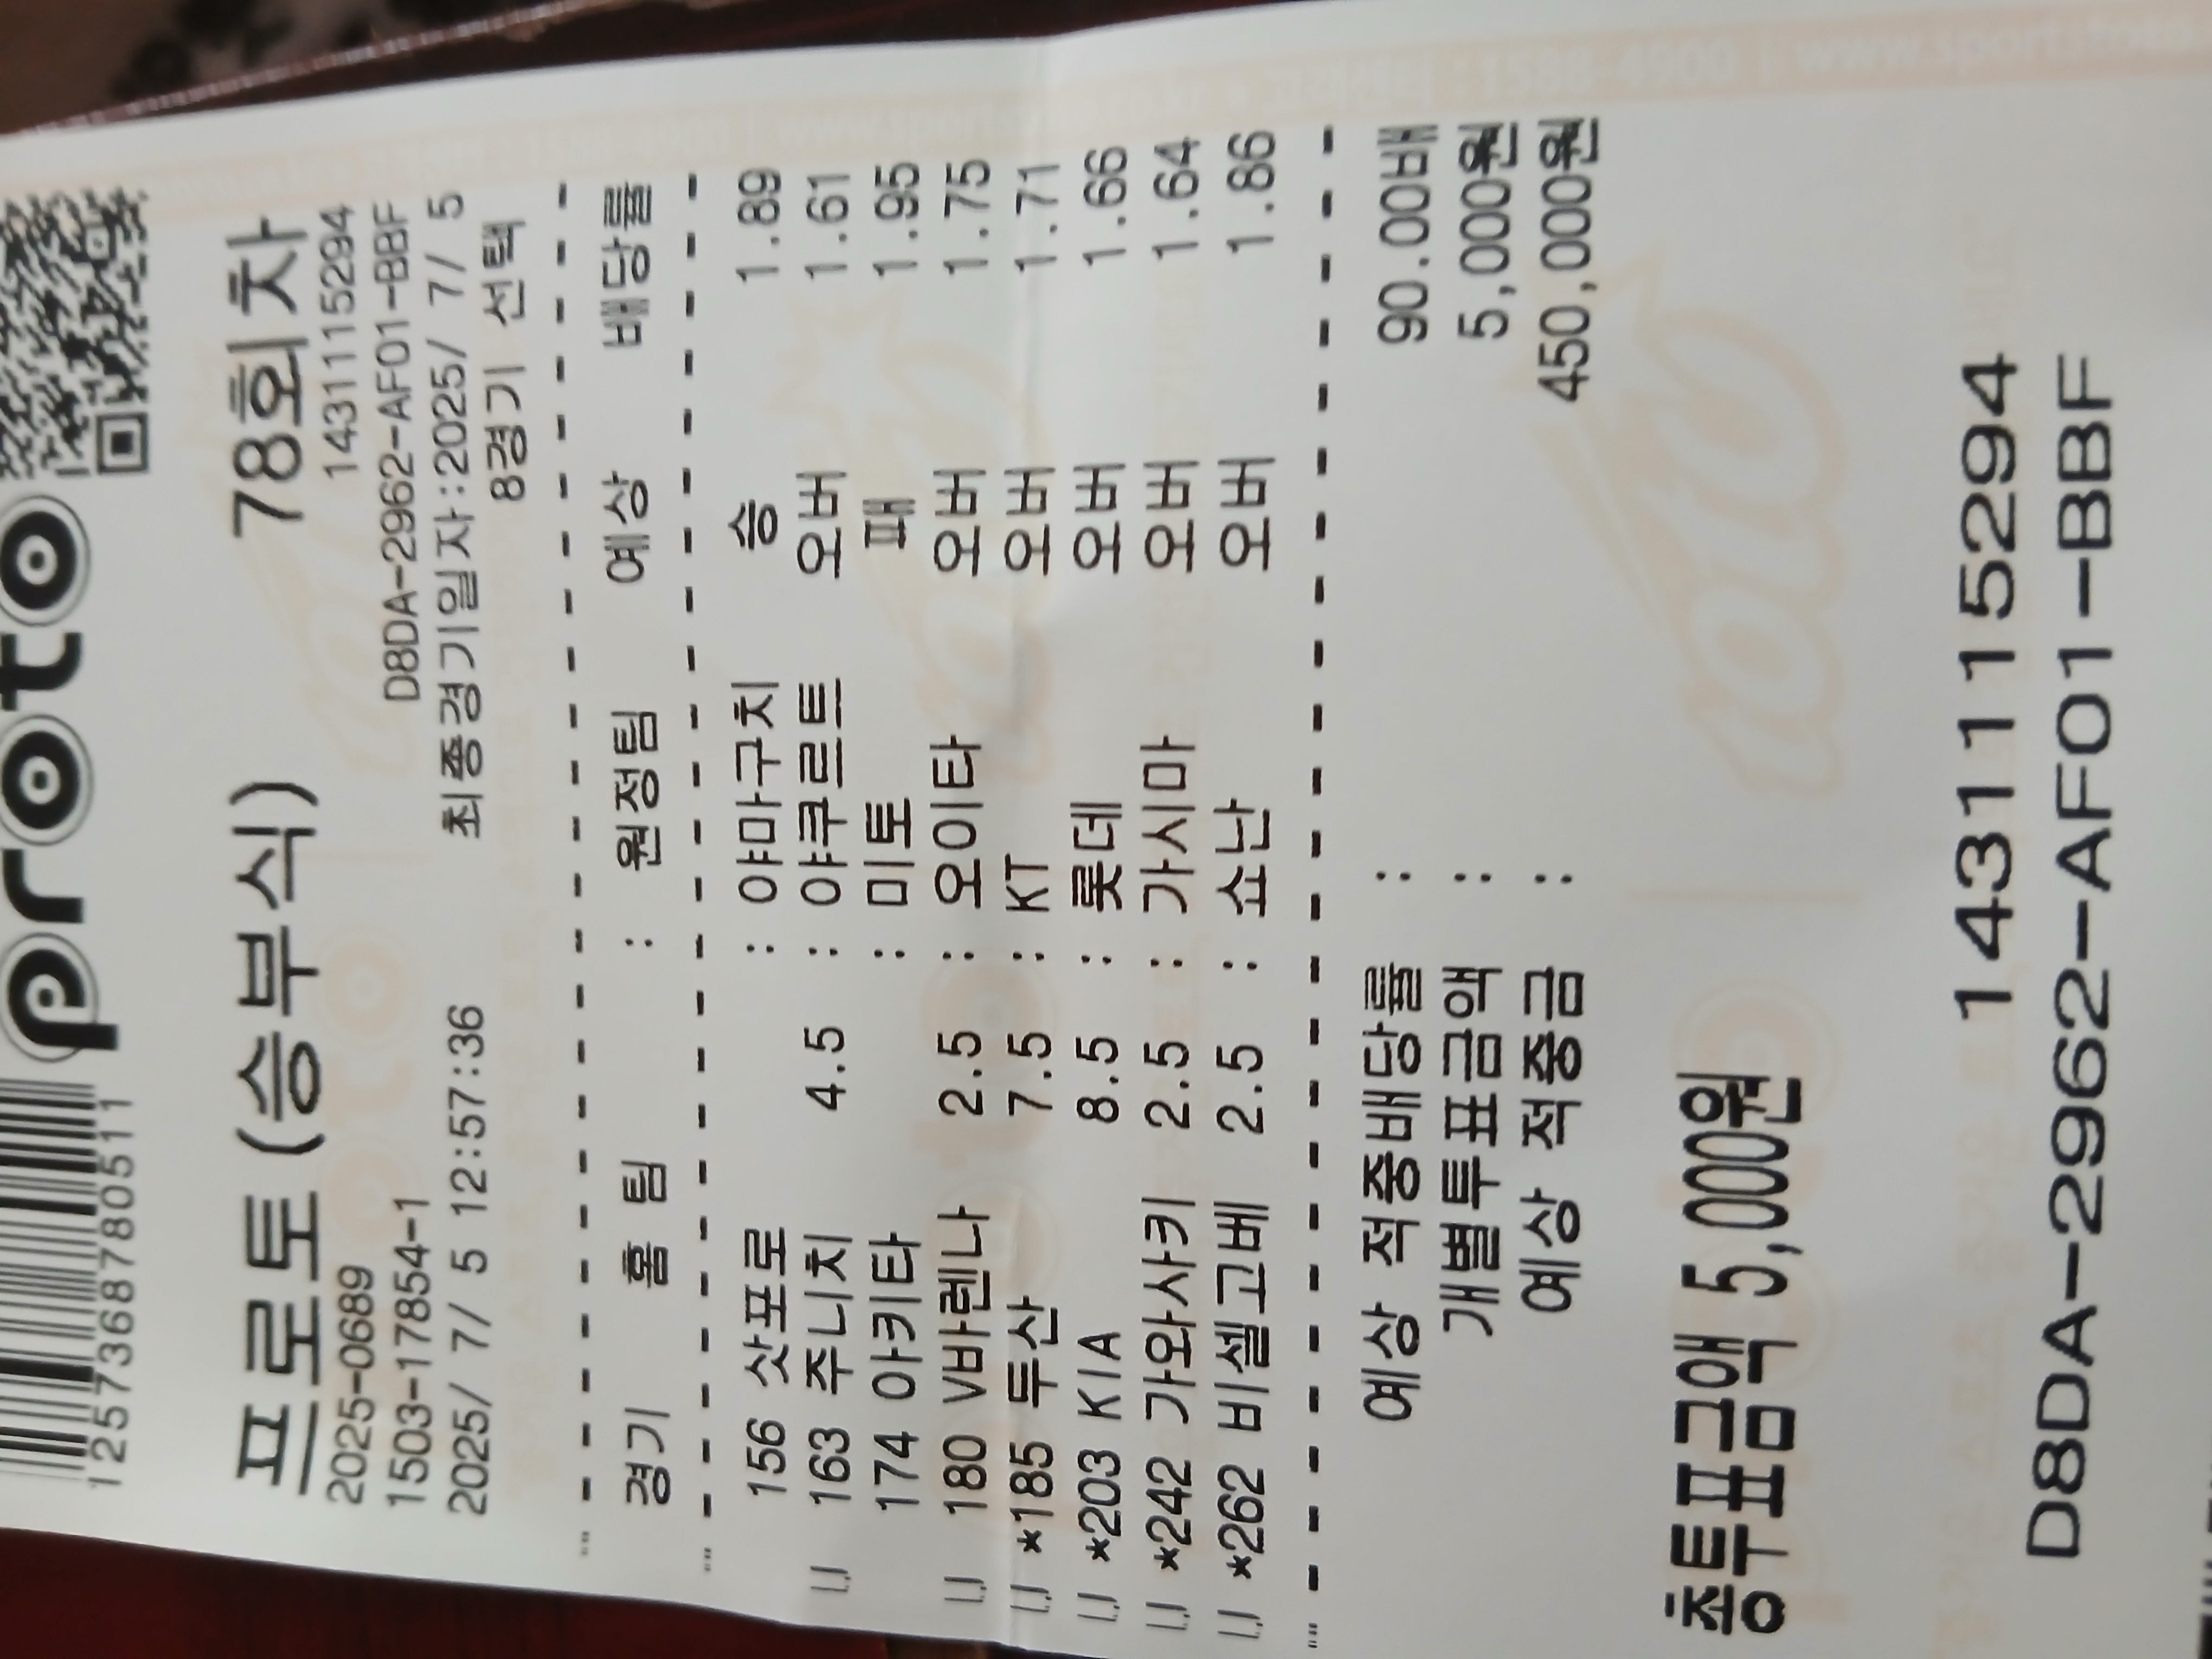 proto
1257368780511
프로토 (승부식) 78회차
2025-0689 1431115294
1503-17854-1 D8DA-2962-AF01-BBF
2025/ 7/ 5 12:57:36 최종경기일자:2025/ 7/ 5
8경기 선택
경기 홈 팀 : 원정팀 예상 배당률
156 삿포로 : 야마구치 승 1.89
U 163 주니치 4.5 : 야쿠르트 오버 1.61
174 아키타 : 미토 패 1.95
U 180 V바렌나 2.5 : 오이타 오버 1.75
U *185 두산 7.5 : KT 오버 1.71
U *203 KIA 8.5 : 롯데 오버 1.66
U *242 가와사키 2.5 : 가시마 오버 1.64
U *262 비셀고베 2.5 : 쇼난 오버 1.86
예상 적중배당률 : 90.00배
개별투표금액 : 5,000원
예상 적중금 : 450,000원
총투표금액 5,000원
1431115294
D8DA-2962-AF01-BBF